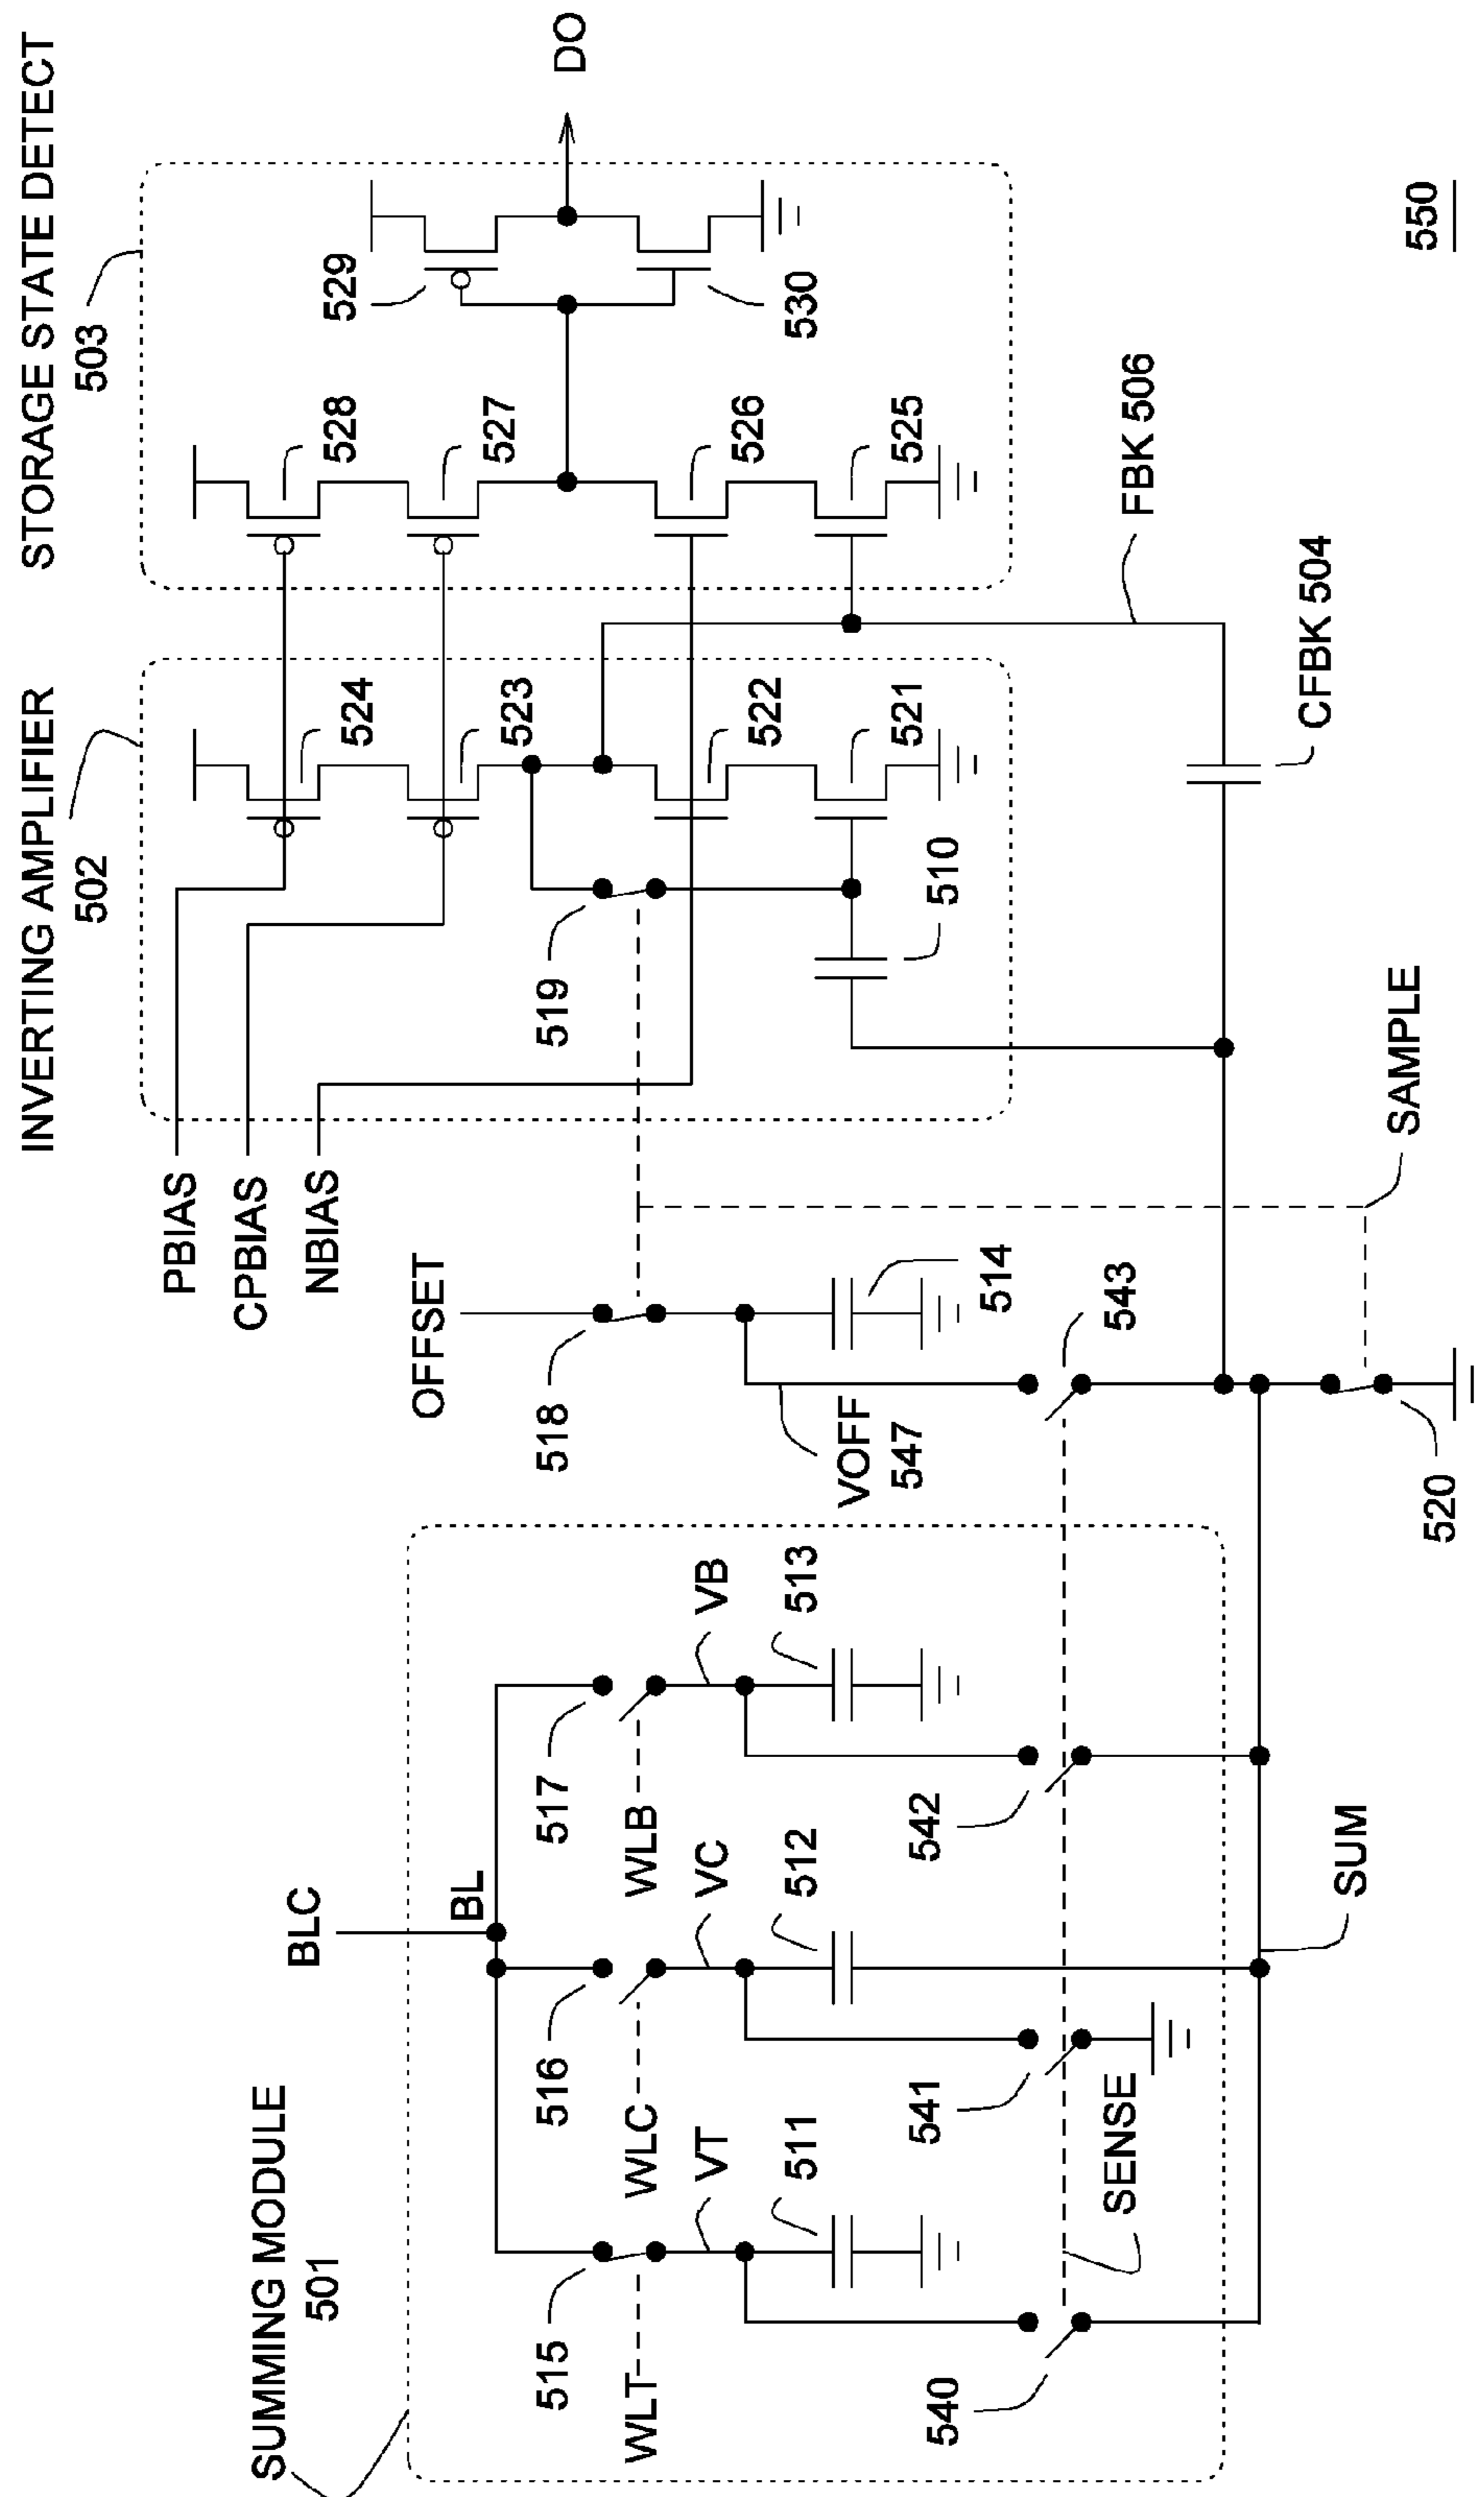 SUMMING MODULE
501
BLC
BL
515
WLT
VT
511
540
516
WLC
VC
512
541
SENSE
517
WLB
VB
513
542
SUM
OFFSET
518
VOFF
547
514
543
520
SAMPLE
INVERTING AMPLIFIER
502
PBIAS
CPBIAS
NBIAS
519
524
523
522
521
510
STORAGE STATE DETECT
503
528
527
526
525
529
530
DO
FBK 506
CFBK 504
550